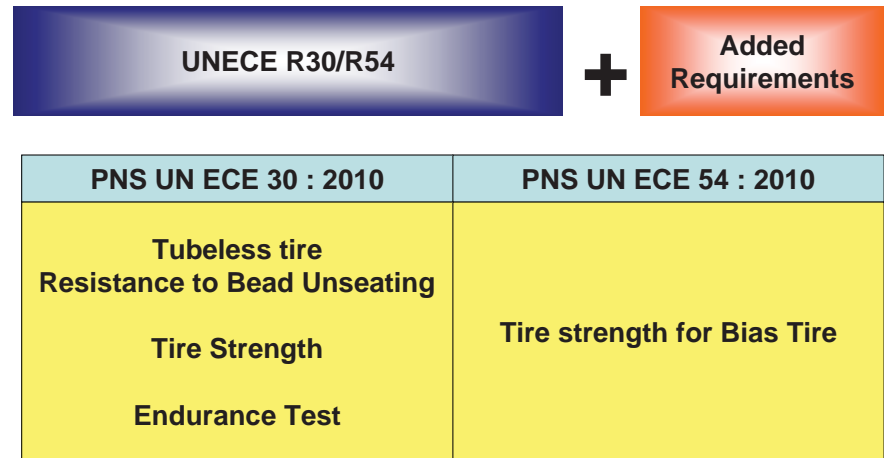 UNECE R30/R54
+
Added
Requirements
PNS UN ECE 30 : 2010
PNS UN ECE 54 : 2010
Tubeless tire
Resistance to Bead Unseating
Tire Strength
Endurance Test
Tire strength for Bias Tire